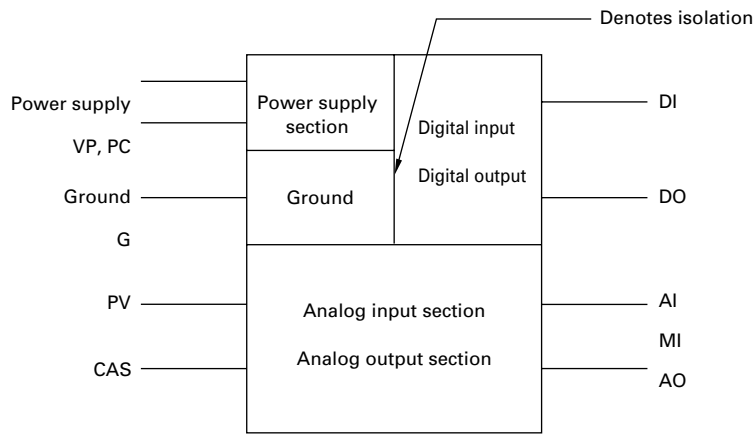 Denotes isolation
Power supply
VP, PC
Ground
G
PV
CAS
Power supply
section
Ground
Digital input
Digital output
Analog input section
Analog output section
DI
DO
AI
MI
AO